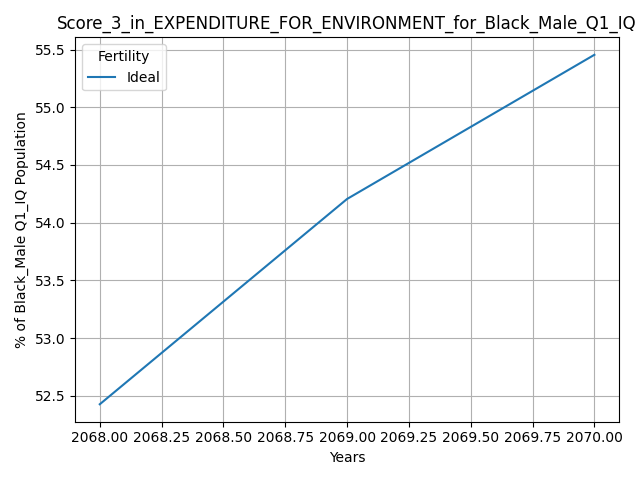 Score_3_in_EXPENDITURE_FOR_ENVIRONMENT_for_Black_Male_Q1_IQ
Fertility
Ideal
% of Black_Male Q1_IQ Population
55.5
55.0
54.5
54.0
53.5
53.0
52.5
2068.00 2068.25 2068.50 2068.75 2069.00 2069.25 2069.50 2069.75 2070.00
Years